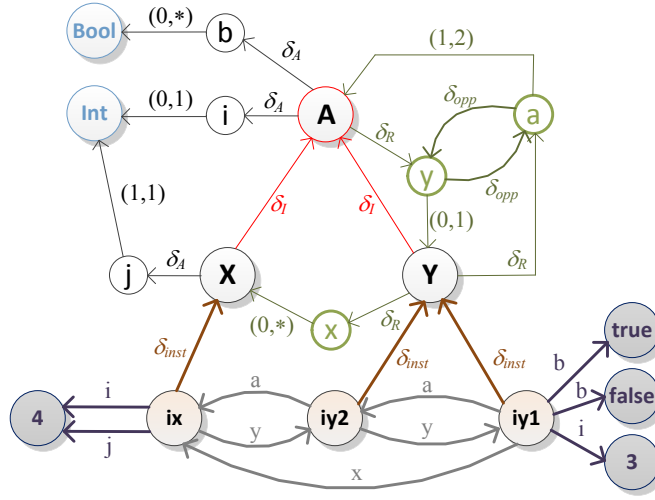 Bool (0,*) b δA (1,2)
Int (0,1) i δA A δR δopp a
y δopp
(1,1) δI δI (0,1)
j δA X Y δR
(0,*) x δR
δinst δinst δinst true
b
a a b false
4 i ix iy2 iy1 i
j y y 3
x